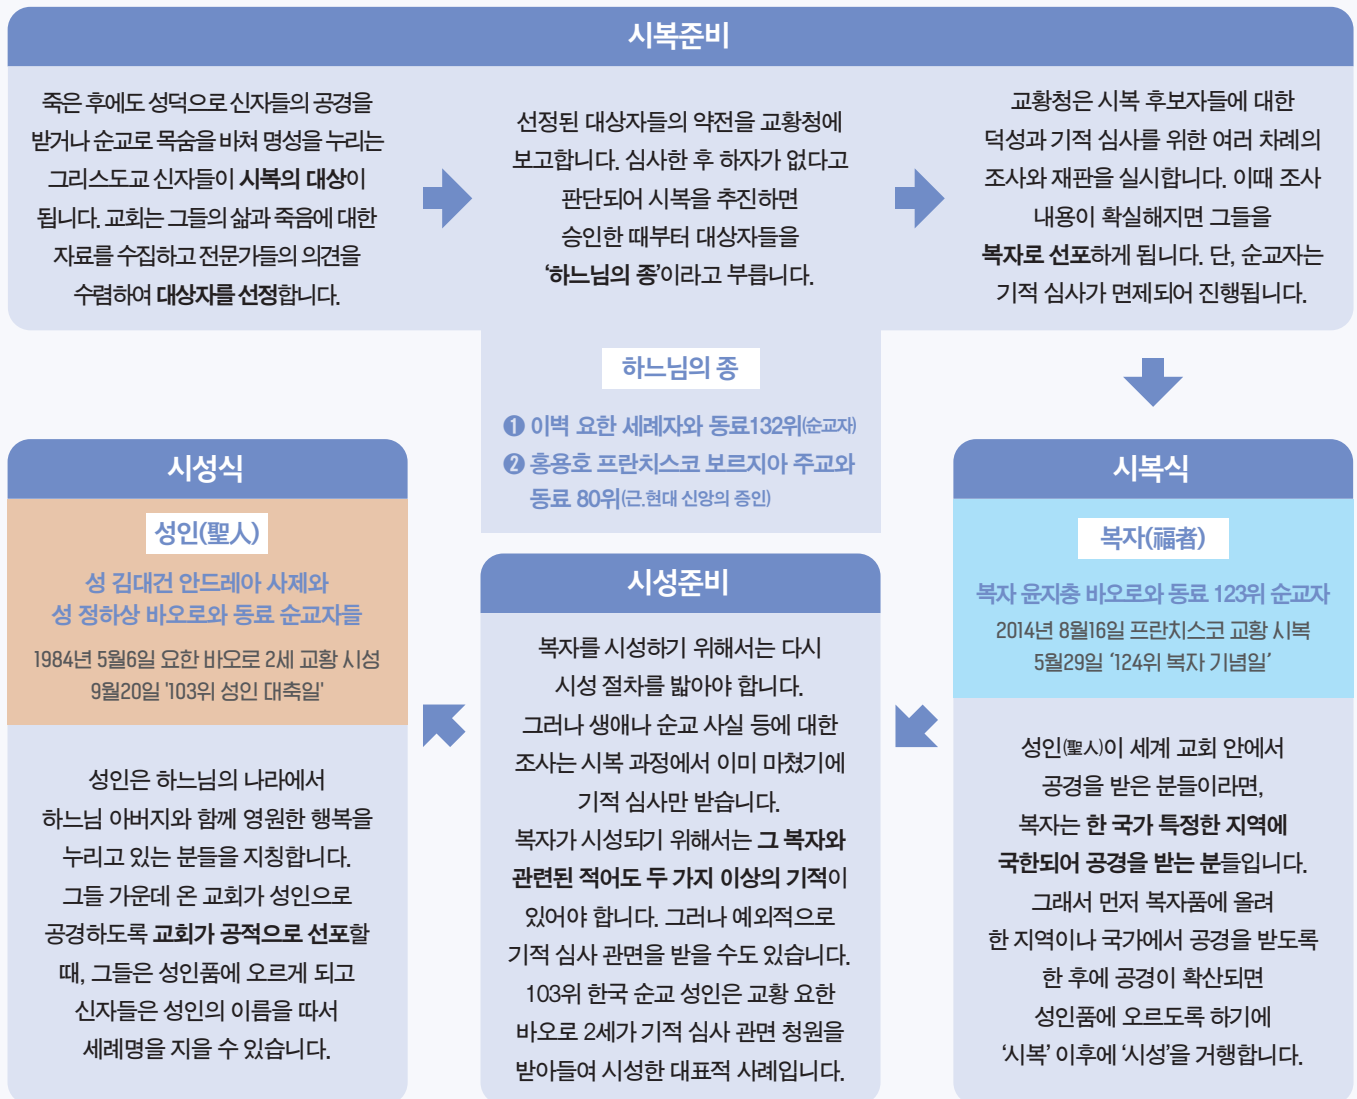 시복준비
죽은 후에도 성덕으로 신자들의 공경을
받거나 순교로 목숨을 바쳐 명성을 누리는
그리스도교 신자들이 시복의 대상이
됩니다. 교회는 그들의 삶과 죽음에 대한
자료를 수집하고 전문가들의 의견을
수렴하여 대상자를 선정합니다.
선정된 대상자들의 약전을 교황청에
보고합니다. 심사한 후 하자가 없다고
판단되어 시복을 추진하면
승인한 때부터 대상자들을
‘하느님의 종’이라고 부릅니다.
교황청은 시복 후보자들에 대한
덕성과 기적 심사를 위한 여러 차례의
조사와 재판을 실시합니다. 이때 조사
내용이 확실해지면 그들을
복자로 선포하게 됩니다. 단, 순교자는
기적 심사가 면제되어 진행됩니다.
하느님의 종
❶ 이벽 요한 세례자와 동료132위(순교자)
❷ 홍용호 프란치스코 보르지아 주교와
동료 80위(근.현대 신앙의 증인)
시복식
복자(福者)
복자 윤지충 바오로와 동료 123위 순교자
2014년 8월16일 프란치스코 교황 시복
5월29일 ‘124위 복자 기념일’
성인(聖人)이 세계 교회 안에서
공경을 받은 분들이라면,
복자는 한 국가 특정한 지역에
국한되어 공경을 받는 분들입니다.
그래서 먼저 복자품에 올려
한 지역이나 국가에서 공경을 받도록
한 후에 공경이 확산되면
성인품에 오르도록 하기에
‘시복’ 이후에 ‘시성’을 거행합니다.
시성준비
복자를 시성하기 위해서는 다시
시성 절차를 밟아야 합니다.
그러나 생애나 순교 사실 등에 대한
조사는 시복 과정에서 이미 마쳤기에
기적 심사만 받습니다.
복자가 시성되기 위해서는 그 복자와
관련된 적어도 두 가지 이상의 기적이
있어야 합니다. 그러나 예외적으로
기적 심사 관면을 받을 수도 있습니다.
103위 한국 순교 성인은 교황 요한
바오로 2세가 기적 심사 관면 청원을
받아들여 시성한 대표적 사례입니다.
시성식
성인(聖人)
성 김대건 안드레아 사제와
성 정하상 바오로와 동료 순교자들
1984년 5월6일 요한 바오로 2세 교황 시성
9월20일 '103위 성인 대축일'
성인은 하느님의 나라에서
하느님 아버지와 함께 영원한 행복을
누리고 있는 분들을 지칭합니다.
그들 가운데 온 교회가 성인으로
공경하도록 교회가 공적으로 선포할
때, 그들은 성인품에 오르게 되고
신자들은 성인의 이름을 따서
세례명을 지을 수 있습니다.